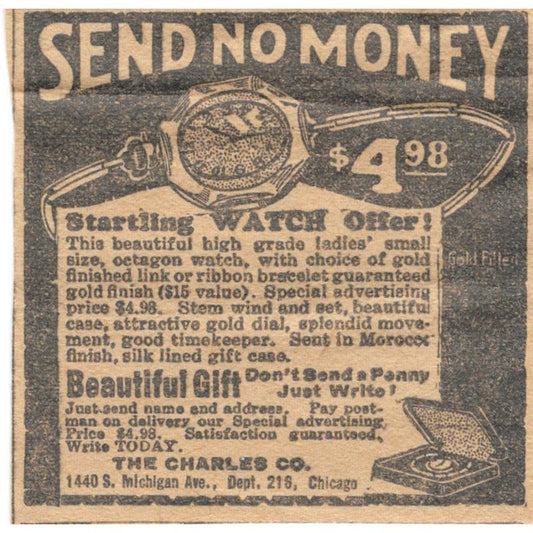 SEND NO MONEY
$4.98
Startling WATCH Offer!
This beautiful high grade ladies' small
size, octagon watch, with choice of gold
finished link or ribbon bracelet guaranteed
gold finish ($15 value). Special advertising
price $4.98. Stem wind and set, beautiful
case, attractive gold dial, splendid move-
ment, good timekeeper. Sent in Morocco
finish, silk lined gift case.
Gold Filled
Beautiful Gift Don't Send a Penny
Just Write!
Just send name and address. Pay post-
man on delivery our Special advertising,
Price $4.98. Satisfaction guaranteed,
Write TODAY.
THE CHARLES CO.
1440 S. Michigan Ave., Dept. 216, Chicago